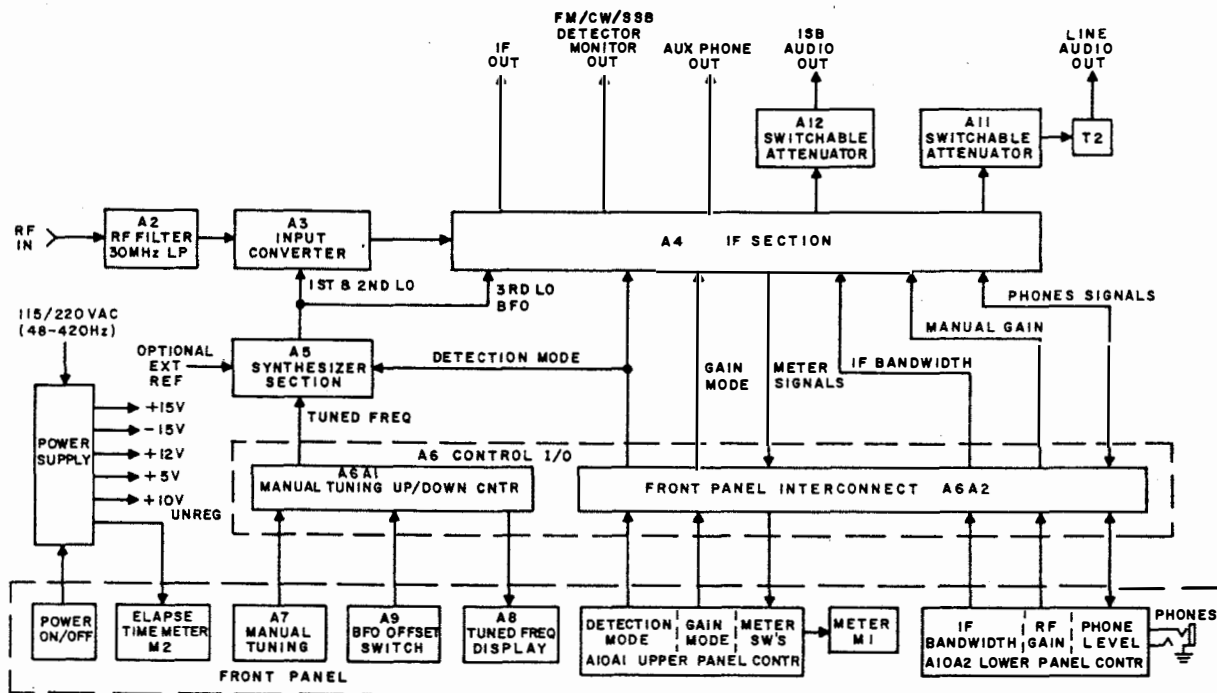 FM/CW/SSB
DETECTOR
MONITOR
OUT
IF
OUT
AUX PHONE
OUT
ISB
AUDIO
OUT
LINE
AUDIO
OUT
A12
SWITCHABLE
ATTENUATOR
A11
SWITCHABLE
ATTENUATOR
T2
RF
IN
A2
RF FILTER
30MHz LP
A3
INPUT
CONVERTER
A4 IF SECTION
1ST & 2ND LO
3RD LO
BFO
PHONES SIGNALS
MANUAL GAIN
115/220VAC
(48-420Hz)
OPTIONAL
EXT
REF
A5
SYNTHESIZER
SECTION
DETECTION MODE
GAIN
MODE
METER
SIGNALS
IF BANDWIDTH
TUNED FREQ
POWER
SUPPLY
+15V
-15V
+12V
+5V
+10V
UNREG
A6 CONTROL I/O
A6A1
MANUAL TUNING UP/DOWN CNTR
FRONT PANEL INTERCONNECT A6A2
POWER
ON/OFF
ELAPSE
TIME METER
M2
A7
MANUAL
TUNING
A9
BFO OFFSET
SWITCH
A8
TUNED FREQ
DISPLAY
DETECTION
MODE
GAIN
MODE
METER
SW'S
A10A1 UPPER PANEL CONTR
METER
M1
IF
BANDWIDTH
RF
GAIN
PHONE
LEVEL
A10A2 LOWER PANEL CONTR
PHONES
FRONT PANEL